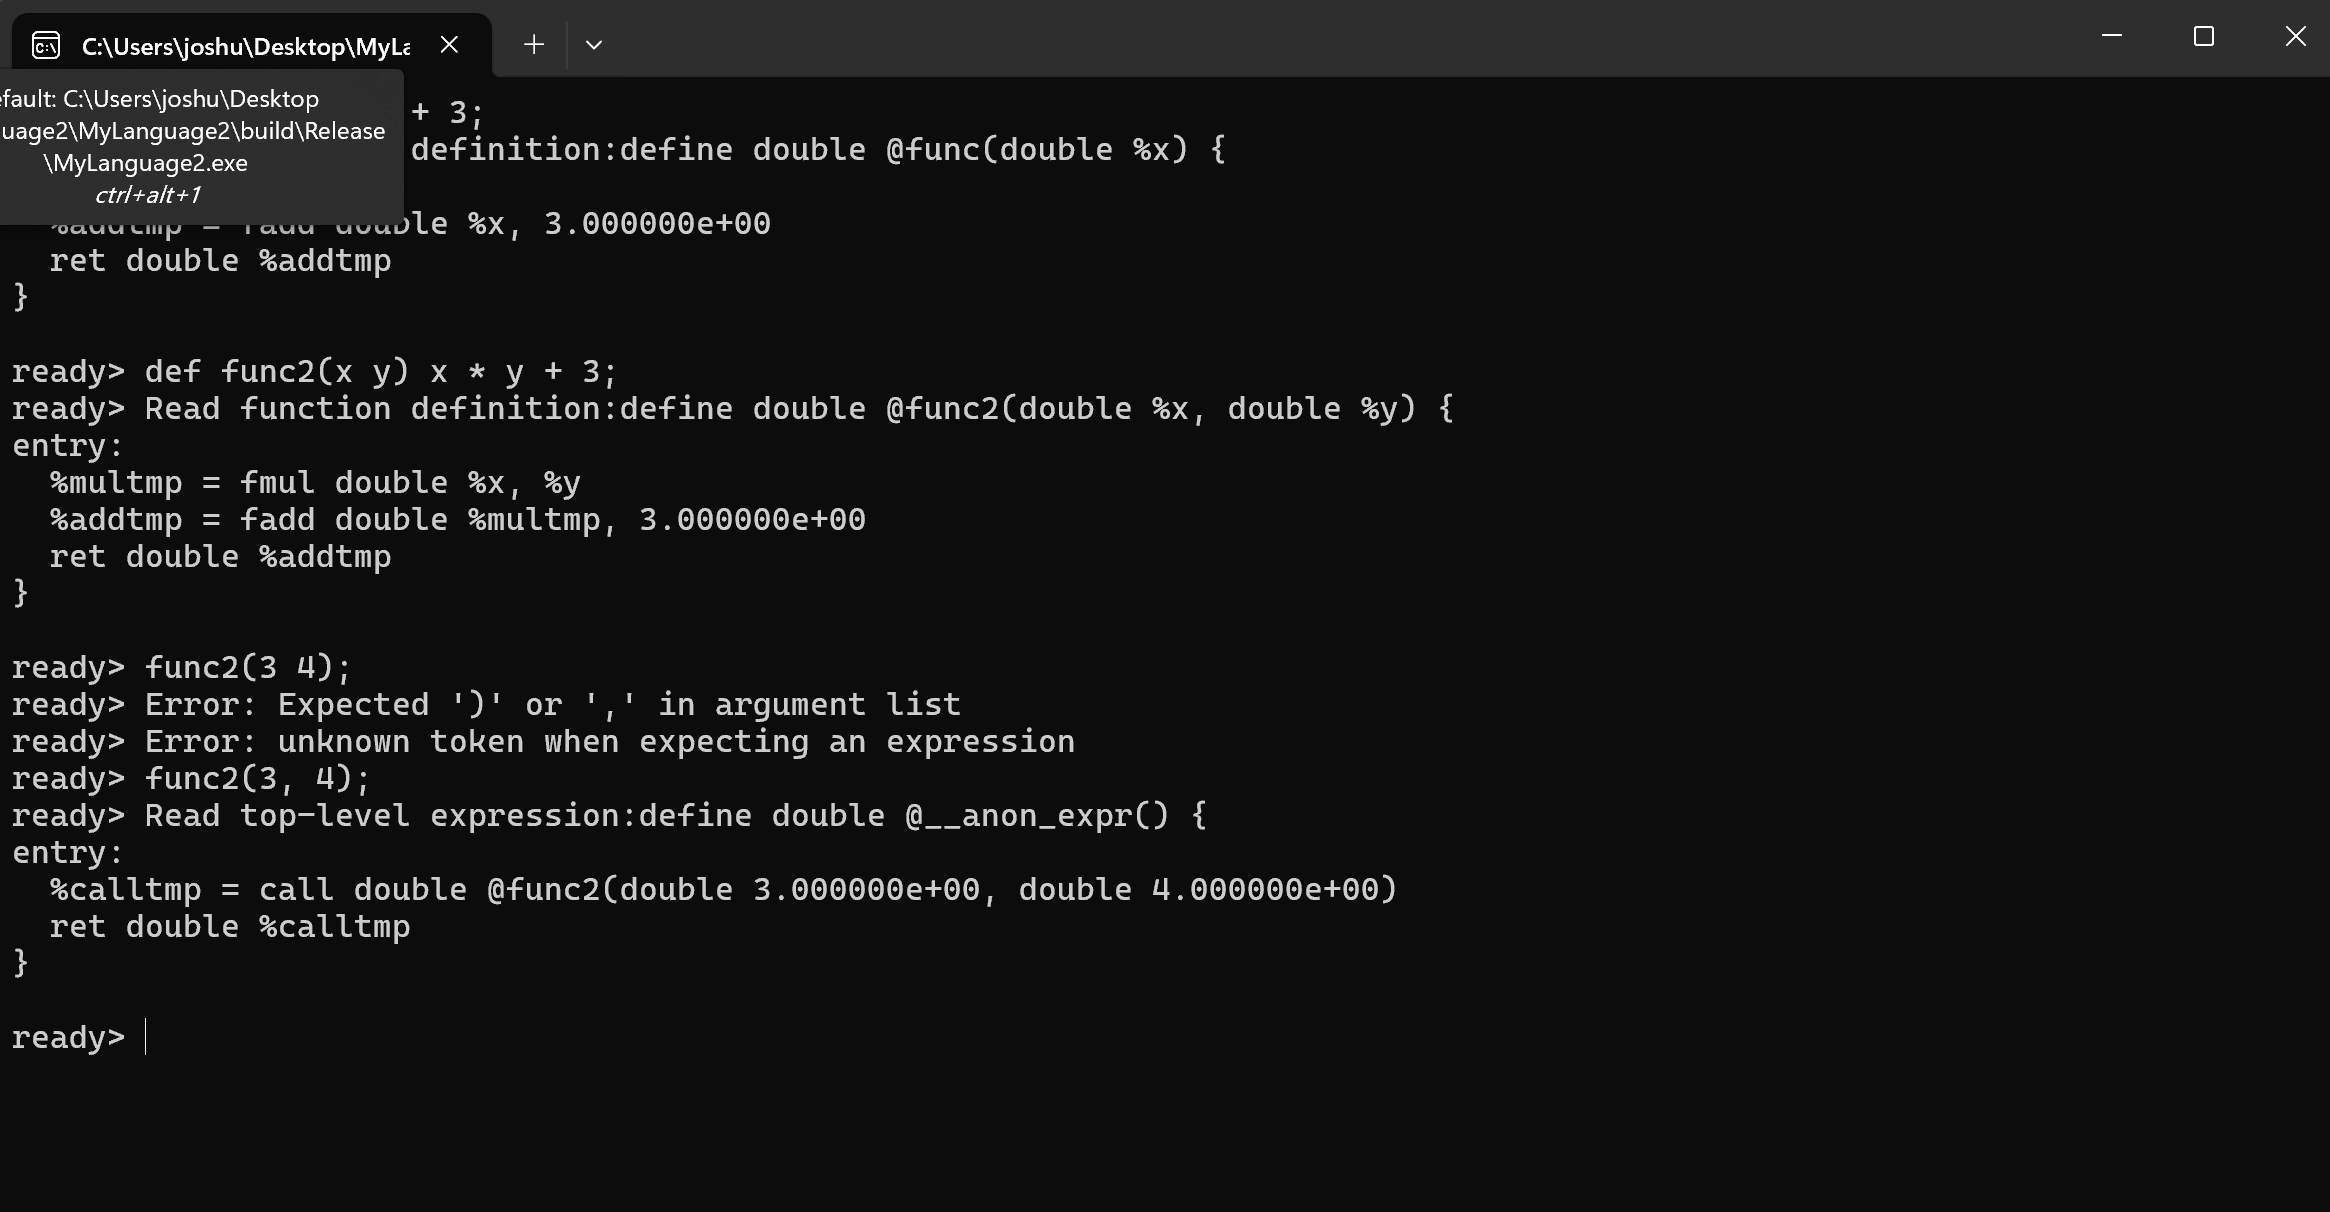 C:\Users\joshu\Desktop\MyLa
efault: C:\Users\joshu\Desktop
uage2\MyLanguage2\build\Release
\MyLanguage2.exe
ctrl+alt+1
+ 3;
definition:define double @func(double %x) {
%addtmp = fadd double %x, 3.000000e+00
  ret double %addtmp
}
ready> def func2(x y) x * y + 3;
ready> Read function definition:define double @func2(double %x, double %y) {
entry:
  %multmp = fmul double %x, %y
  %addtmp = fadd double %multmp, 3.000000e+00
  ret double %addtmp
}
ready> func2(3 4);
ready> Error: Expected ')' or ',' in argument list
ready> Error: unknown token when expecting an expression
ready> func2(3, 4);
ready> Read top-level expression:define double @__anon_expr() {
entry:
  %calltmp = call double @func2(double 3.000000e+00, double 4.000000e+00)
  ret double %calltmp
}
ready>